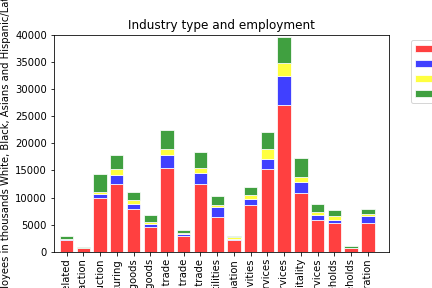 Industry type and employment
oyees in thousands White, Black, Asians and Hispanic/La
40000
35000
30000
25000
20000
15000
10000
5000
0
elated
ction
uction
uring
goods
goods
trade
trade
trade
ilities
ation
vities
rvices
rvices
itality
rvices
holds
holds
ration